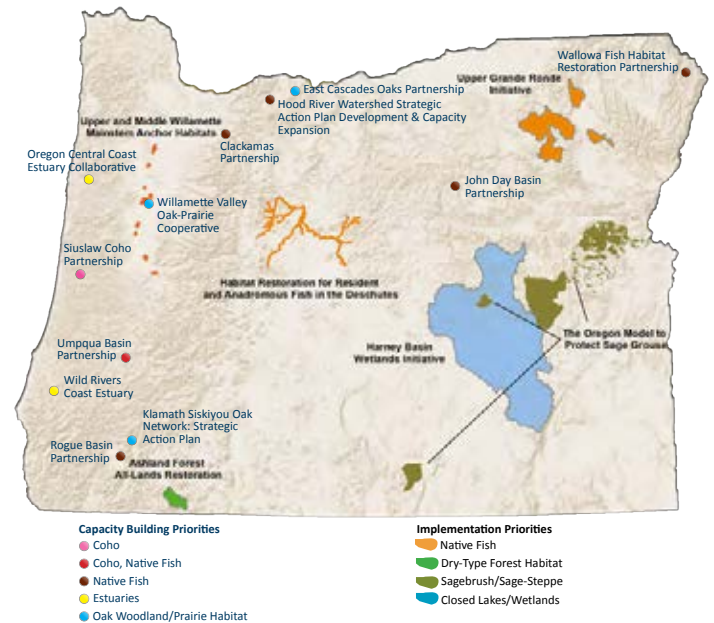 Wallowa Fish Habitat
Restoration Partnership
Upper Grande Ronde
Initiative
East Cascades Oaks Partnership
Hood River Watershed Strategic
Action Plan Development & Capacity
Expansion
Upper and Middle Willamette
Mainstem Anchor Habitats
Clackamas
Partnership
Oregon Central Coast
Estuary Collaborative
John Day Basin
Partnership
Willamette Valley
Oak-Prairie
Cooperative
Siuslaw Coho
Partnership
Habitat Restoration for Resident
and Anadromous Fish in the Deschutes
The Oregon Model to
Protect Sage Grouse
Harney Basin
Wetlands Initiative
Umpqua Basin
Partnership
Wild Rivers
Coast Estuary
Klamath Siskiyou Oak
Network: Strategic
Action Plan
Rogue Basin
Partnership
Ashland Forest
All-Lands Restoration
Capacity Building Priorities
Coho
Coho, Native Fish
Native Fish
Estuaries
Oak Woodland/Prairie Habitat
Implementation Priorities
Native Fish
Dry-Type Forest Habitat
Sagebrush/Sage-Steppe
Closed Lakes/Wetlands